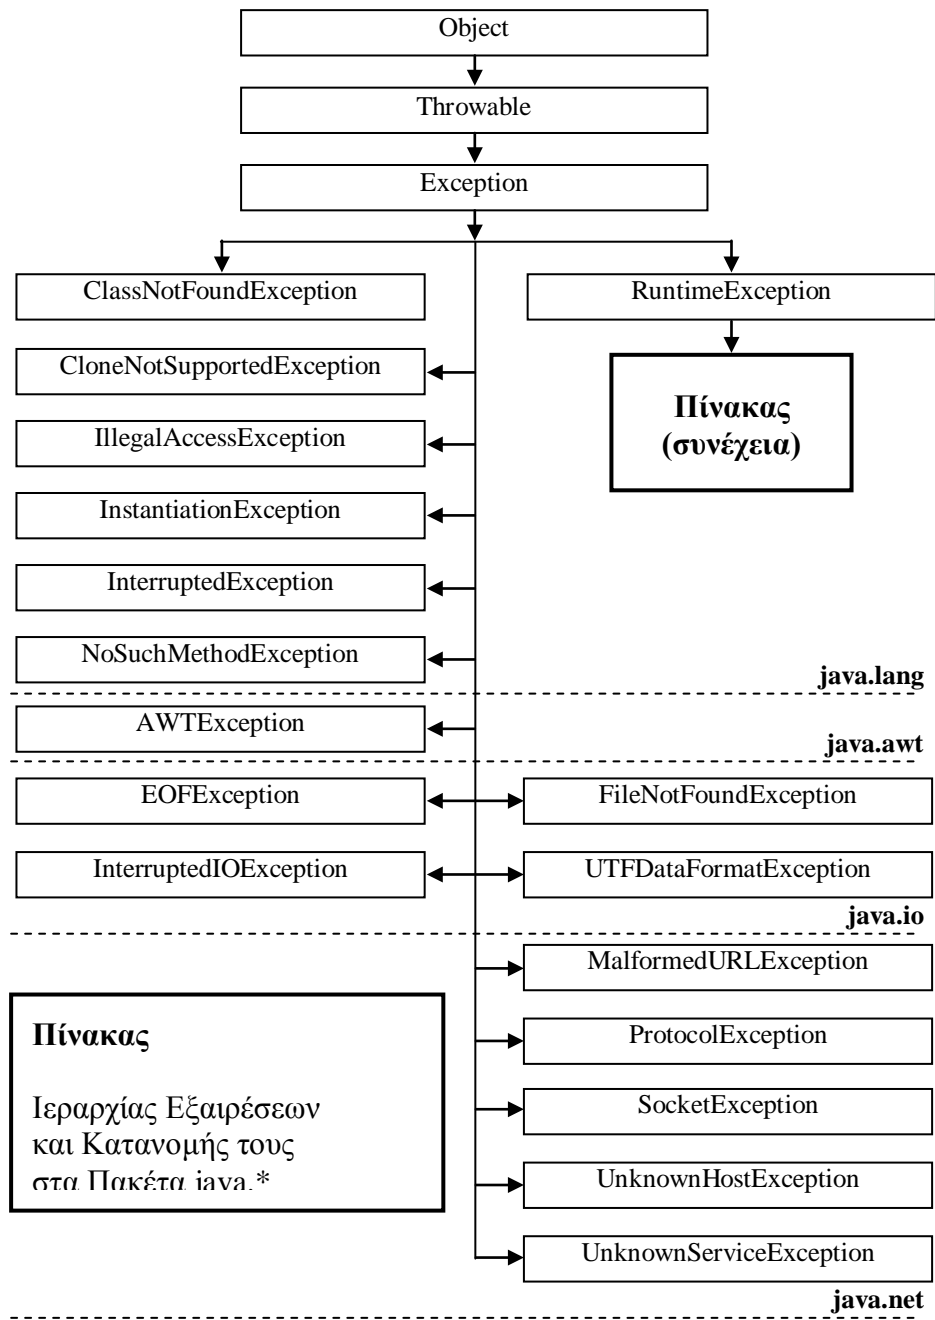 Object
Throwable
Exception
ClassNotFoundException
RuntimeException
CloneNotSupportedException
Πίνακας
(συνέχεια)
IllegalAccessException
InstantiationException
InterruptedException
NoSuchMethodException
java.lang
AWTException
java.awt
EOFException
FileNotFoundException
InterruptedIOException
UTFDataFormatException
java.io
MalformedURLException
Πίνακας
Ιεραρχίας Εξαιρέσεων
και Κατανομής τους
στα Πακέτα java.*
ProtocolException
SocketException
UnknownHostException
UnknownServiceException
java.net